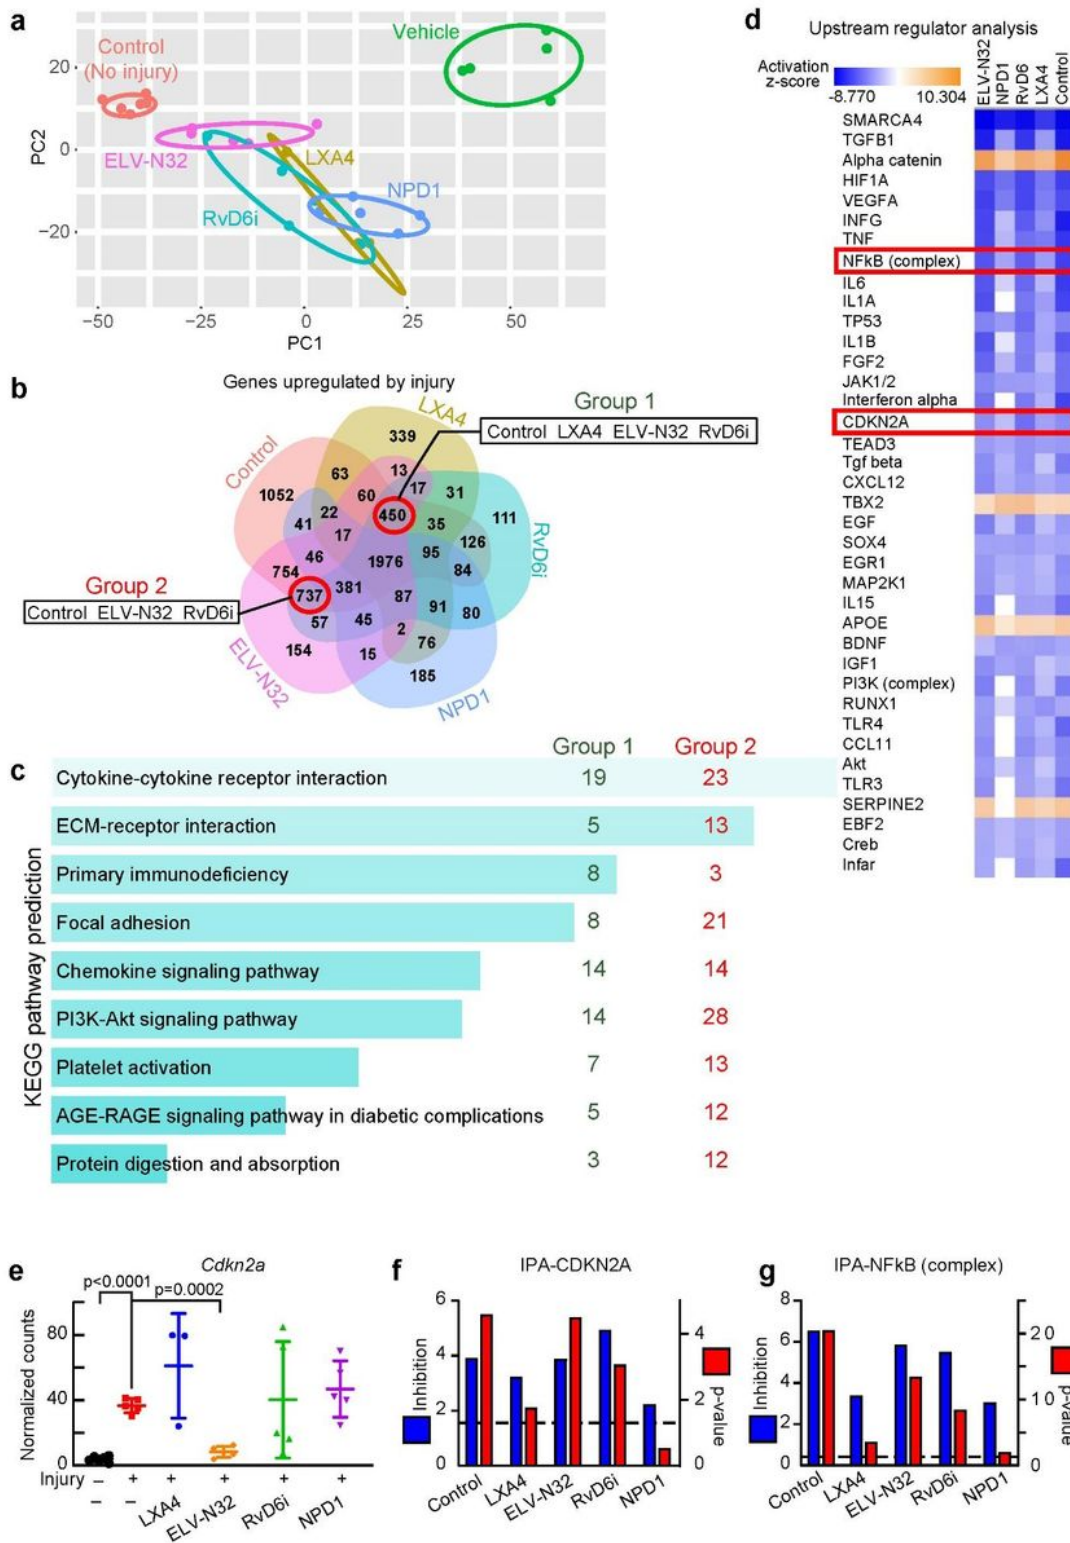 a
Control
(No injury)
Vehicle
ELV-N32
LXA4
NPD1
RvD6i
20
0
−20
PC2
−50
−25
0
25
50
PC1
b
Genes upregulated by injury
Group 1
Control LXA4 ELV-N32 RvD6i
Group 2
Control ELV-N32 RvD6i
Control
LXA4
RvD6i
NPD1
ELV-N32
339
63
13
17
31
1052
60
450
111
41
22
35
126
17
95
46
1976
84
754
737
381
87
91
80
57
45
2
76
154
15
185
c
KEGG pathway prediction
Group 1 Group 2
Cytokine-cytokine receptor interaction 19 23
ECM-receptor interaction 5 13
Primary immunodeficiency 8 3
Focal adhesion 8 21
Chemokine signaling pathway 14 14
PI3K-Akt signaling pathway 14 28
Platelet activation 7 13
AGE-RAGE signaling pathway in diabetic complications 5 12
Protein digestion and absorption 3 12
d
Upstream regulator analysis
Activation
z-score
-8.770 10.304
ELV-N32
NPD1
RvD6
LXA4
Control
SMARCA4
TGFB1
Alpha catenin
HIF1A
VEGFA
INFG
TNF
NFkB (complex)
IL6
IL1A
TP53
IL1B
FGF2
JAK1/2
Interferon alpha
CDKN2A
TEAD3
Tgf beta
CXCL12
TBX2
EGF
SOX4
EGR1
MAP2K1
IL15
APOE
BDNF
IGF1
PI3K (complex)
RUNX1
TLR4
CCL11
Akt
TLR3
SERPINE2
EBF2
Creb
Infar
e
Cdkn2a
p<0.0001
p=0.0002
Normalized counts
80
40
0
Injury − + + + + +
− − LXA4 ELV-N32 RvD6i NPD1
f
IPA-CDKN2A
Inhibition
6
4
2
0
4
2
0
p-value
Control LXA4 ELV-N32 RvD6i NPD1
g
IPA-NFkB (complex)
Inhibition
8
6
4
2
0
20
10
0
p-value
Control LXA4 ELV-N32 RvD6i NPD1